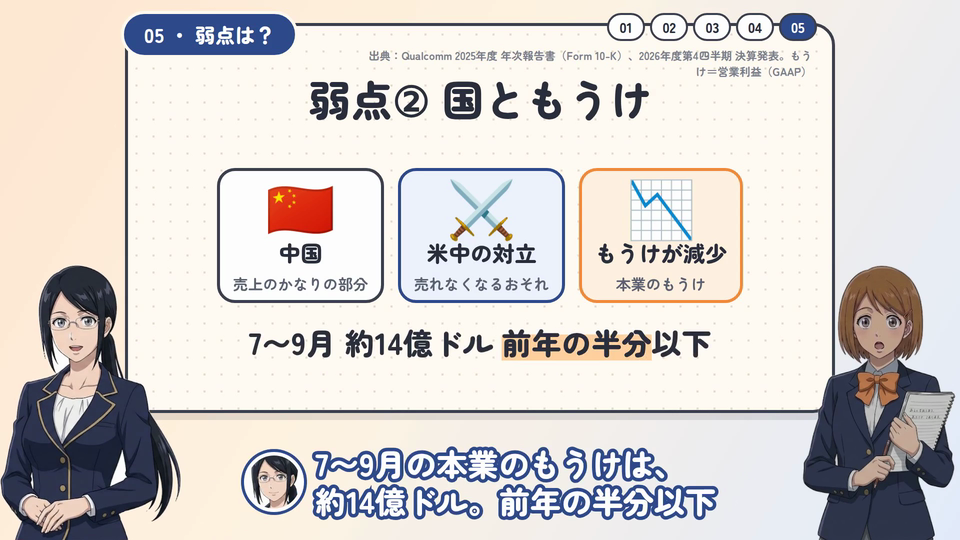 05・弱点は？
01 02 03 04 05
出典：Qualcomm 2025年度 年次報告書（Form 10-K）、2026年度第4四半期 決算発表。もう
け＝営業利益（GAAP）
弱点② 国ともうけ
中国
売上のかなりの部分
米中の対立
売れなくなるおそれ
もうけが減少
本業のもうけ
7〜9月 約14億ドル 前年の半分以下
7〜9月の本業のもうけは、
約14億ドル。前年の半分以下